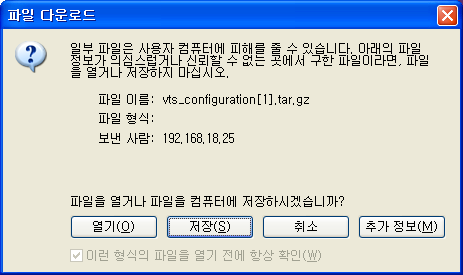 파일 다운로드
일부 파일은 사용자 컴퓨터에 피해를 줄 수 있습니다. 아래의 파일
정보가 의심스럽거나 신뢰할 수 없는 곳에서 구한 파일이라면, 파일
을 열거나 저장하지 마십시오.
파일 이름: vts_configuration[1].tar.gz
파일 형식:
보낸 사람: 192.168.18.25
파일을 열거나 파일을 컴퓨터에 저장하시겠습니까?
열기(O) 저장(S) 취소 추가 정보(M)
이런 형식의 파일을 열기 전에 항상 확인(W)